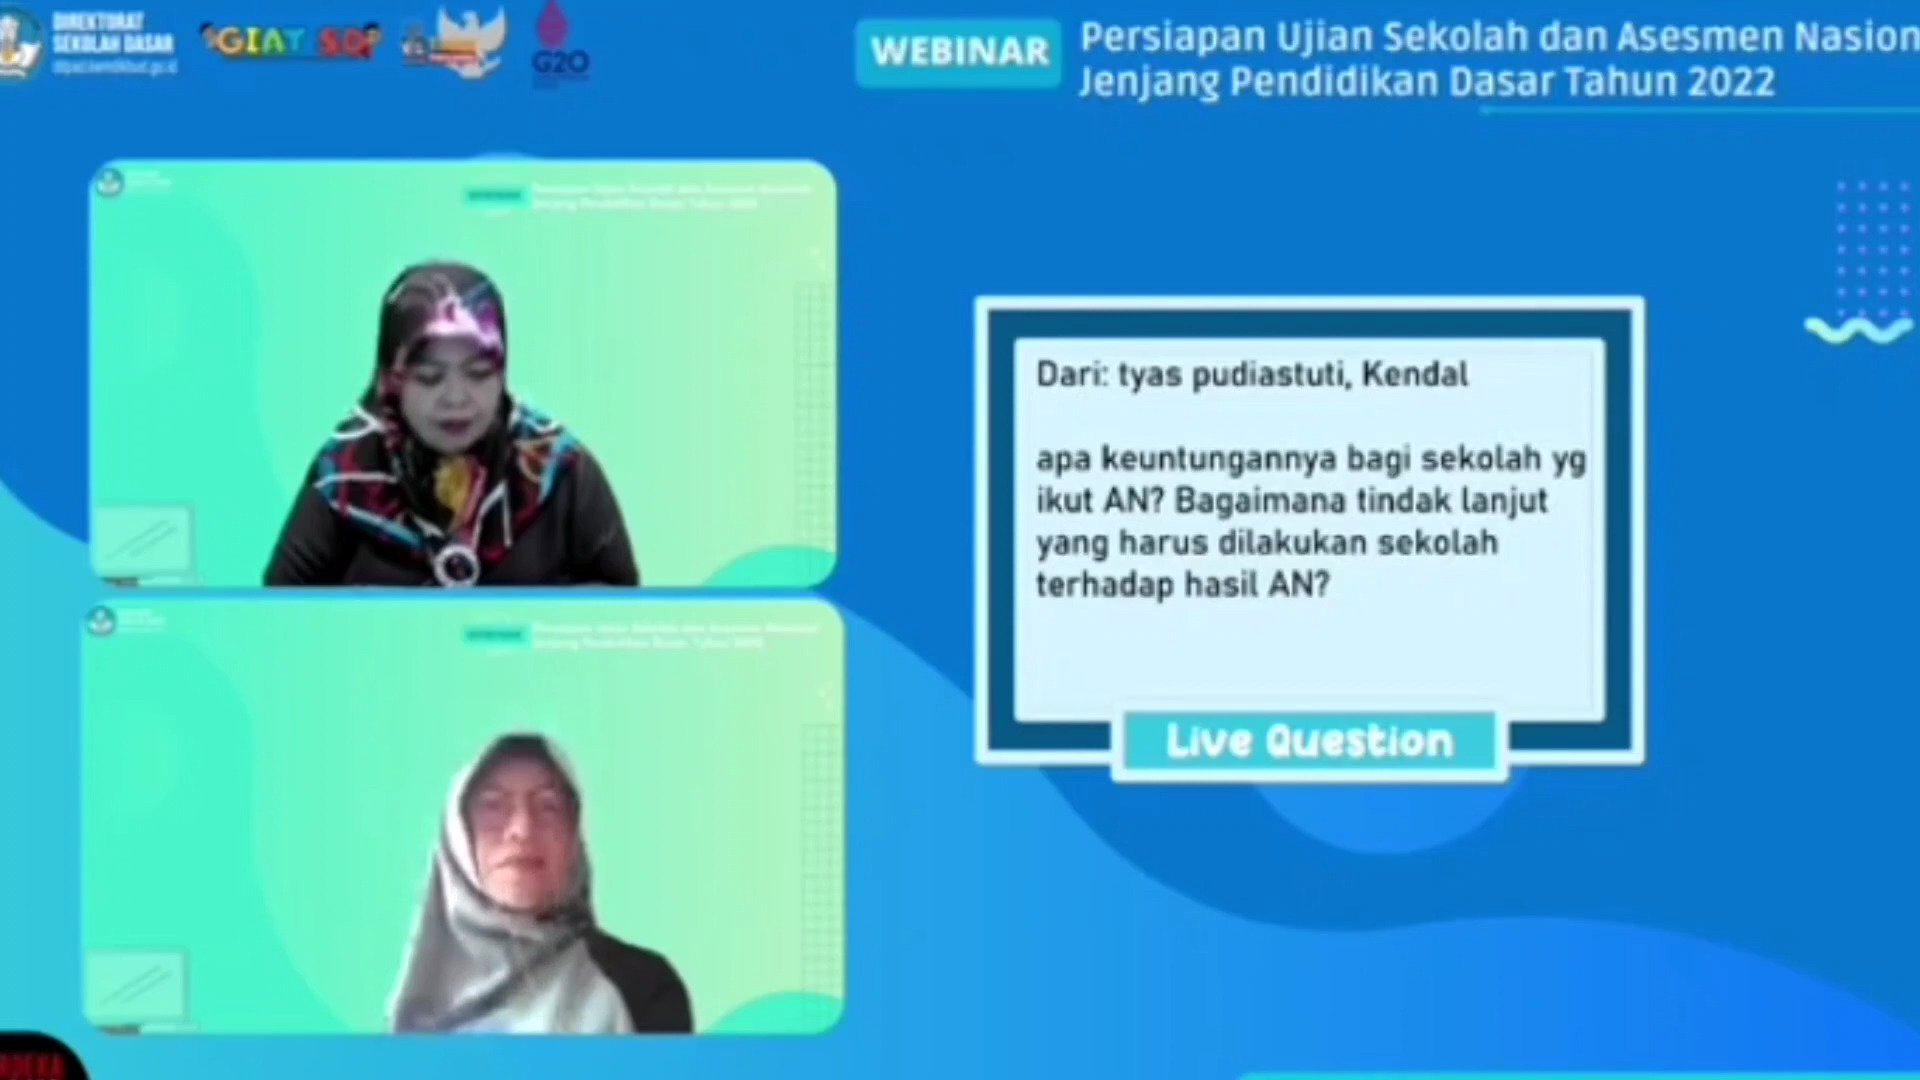 DIREKTORAT
SEKOLAH DASAR
GIAT SD
G20
WEBINAR
Persiapan Ujian Sekolah dan Asesmen Nasion
Jenjang Pendidikan Dasar Tahun 2022
Dari: tyas pudiastuti, Kendal
apa keuntungannya bagi sekolah yg
ikut AN? Bagaimana tindak lanjut
yang harus dilakukan sekolah
terhadap hasil AN?
Live Question